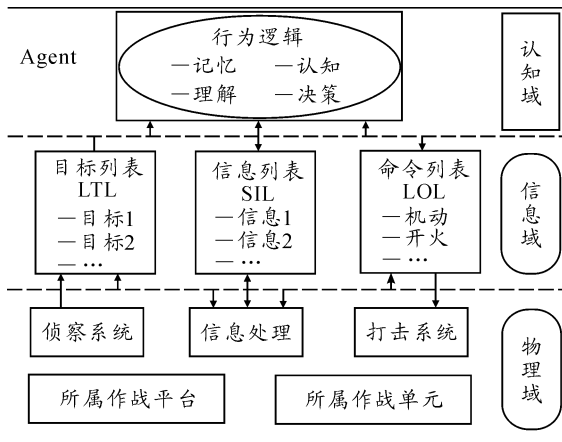 Agent
行为逻辑
—记忆 —认知
—理解 —决策
认知域
目标列表
LTL
—目标1
—目标2
—…
信息列表
SIL
—信息1
—信息2
—…
命令列表
LOL
—机动
—开火
—…
信息域
侦察系统
信息处理
打击系统
物理域
所属作战平台
所属作战单元